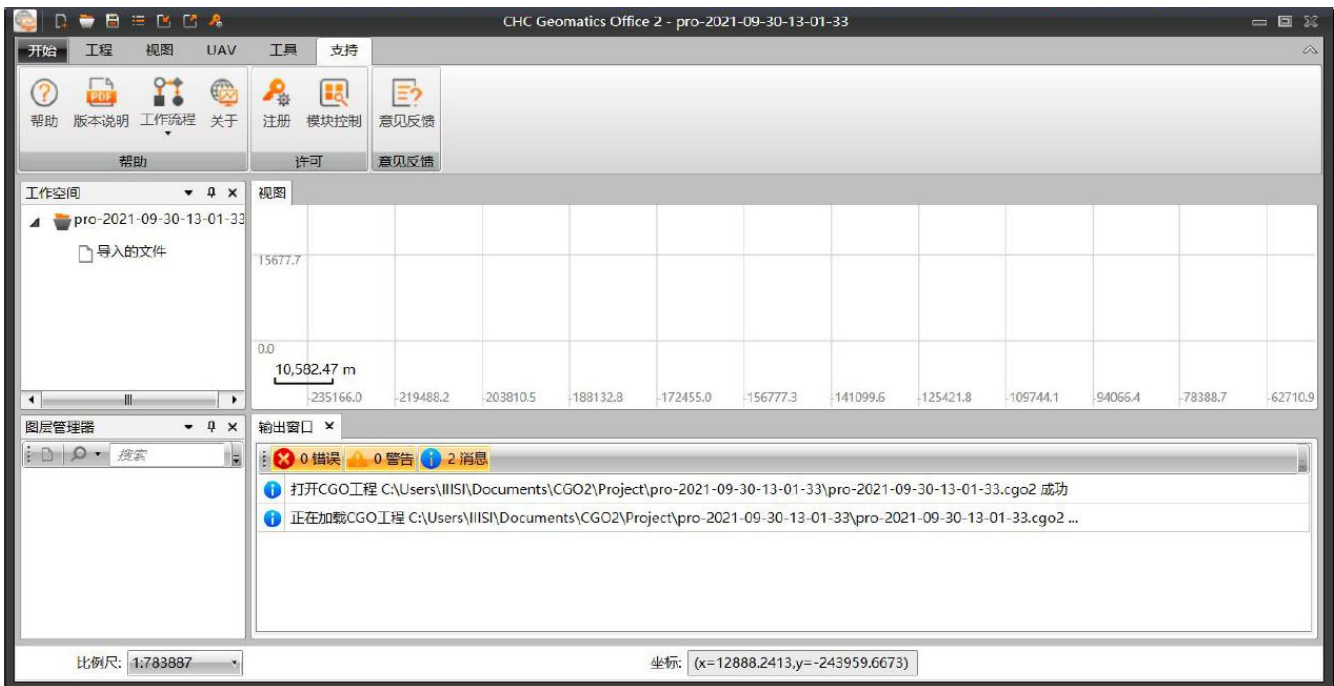 CHC Geomatics Office 2 - pro-2021-09-30-13-01-33
开始 工程 视图 UAV 工具 支持
帮助 版本说明 工作流程 关于 注册 模块控制 意见反馈
PDF
帮助 许可 意见反馈
工作空间
pro-2021-09-30-13-01-33
导入的文件
视图
15677.7
0.0
10,582.47 m
-235166.0 -219488.2 -203810.5 -188132.8 -172455.0 -156777.3 -141099.6 -125421.8 -109744.1 -94066.4 -78388.7 -62710.9
图层管理器
搜索
输出窗口
0 错误 0 警告 2 消息
打开CGO工程 C:\Users\IIISI\Documents\CGO2\Project\pro-2021-09-30-13-01-33\pro-2021-09-30-13-01-33.cgo2 成功
正在加载CGO工程 C:\Users\IIISI\Documents\CGO2\Project\pro-2021-09-30-13-01-33\pro-2021-09-30-13-01-33.cgo2 ...
比例尺: 1:783887
坐标: (x=12888.2413,y=-243959.6673)